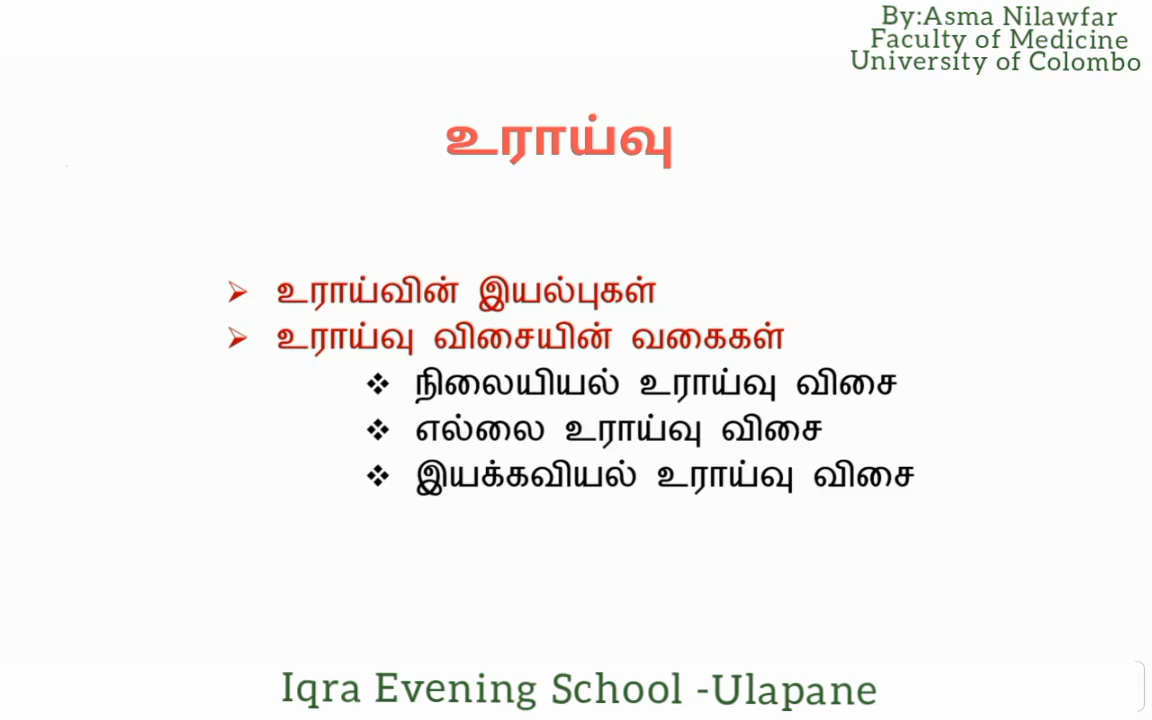 By:Asma Nilawfar
Faculty of Medicine
University of Colombo
உராய்வு
உராய்வின் இயல்புகள்
உராய்வு விசையின் வகைகள்
நிலையியல் உராய்வு விசை
எல்லை உராய்வு விசை
இயக்கவியல் உராய்வு விசை
Iqra Evening School -Ulapane